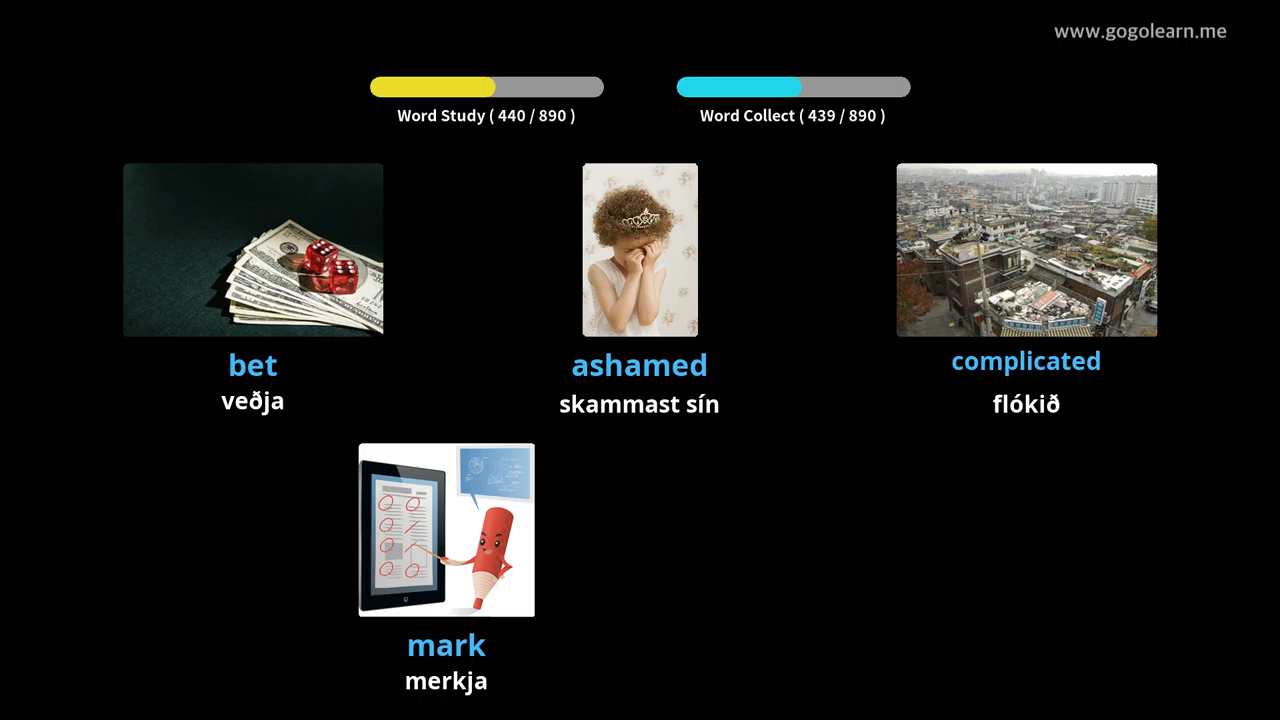 www.gogolearn.me
Word Study ( 440 / 890 )
Word Collect ( 439 / 890 )
bet
veðja
ashamed
skammast sín
complicated
flókið
mark
merkja